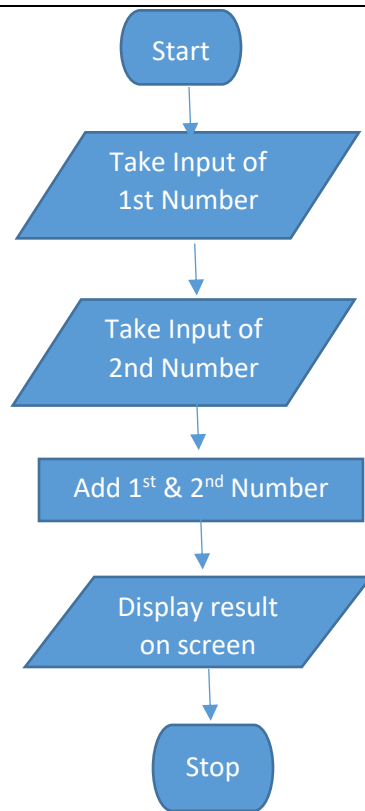 Start
Take Input of
1st Number
Take Input of
2nd Number
Add 1st & 2nd Number
Display result
on screen
Stop